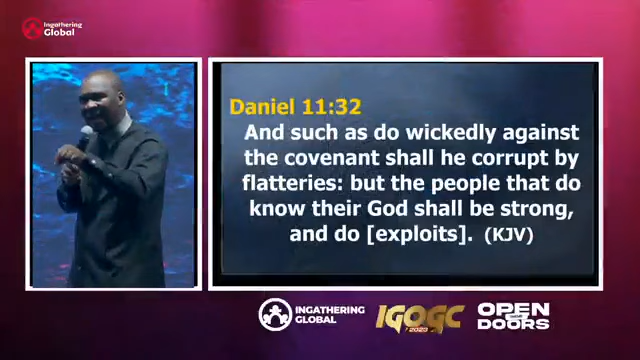 Ingathering
Global
Daniel 11:32
And such as do wickedly against
the covenant shall he corrupt by
flatteries: but the people that do
know their God shall be strong,
and do [exploits]. (KJV)
INGATHERING
GLOBAL
IGOGC
2023
OPEN
DOORS